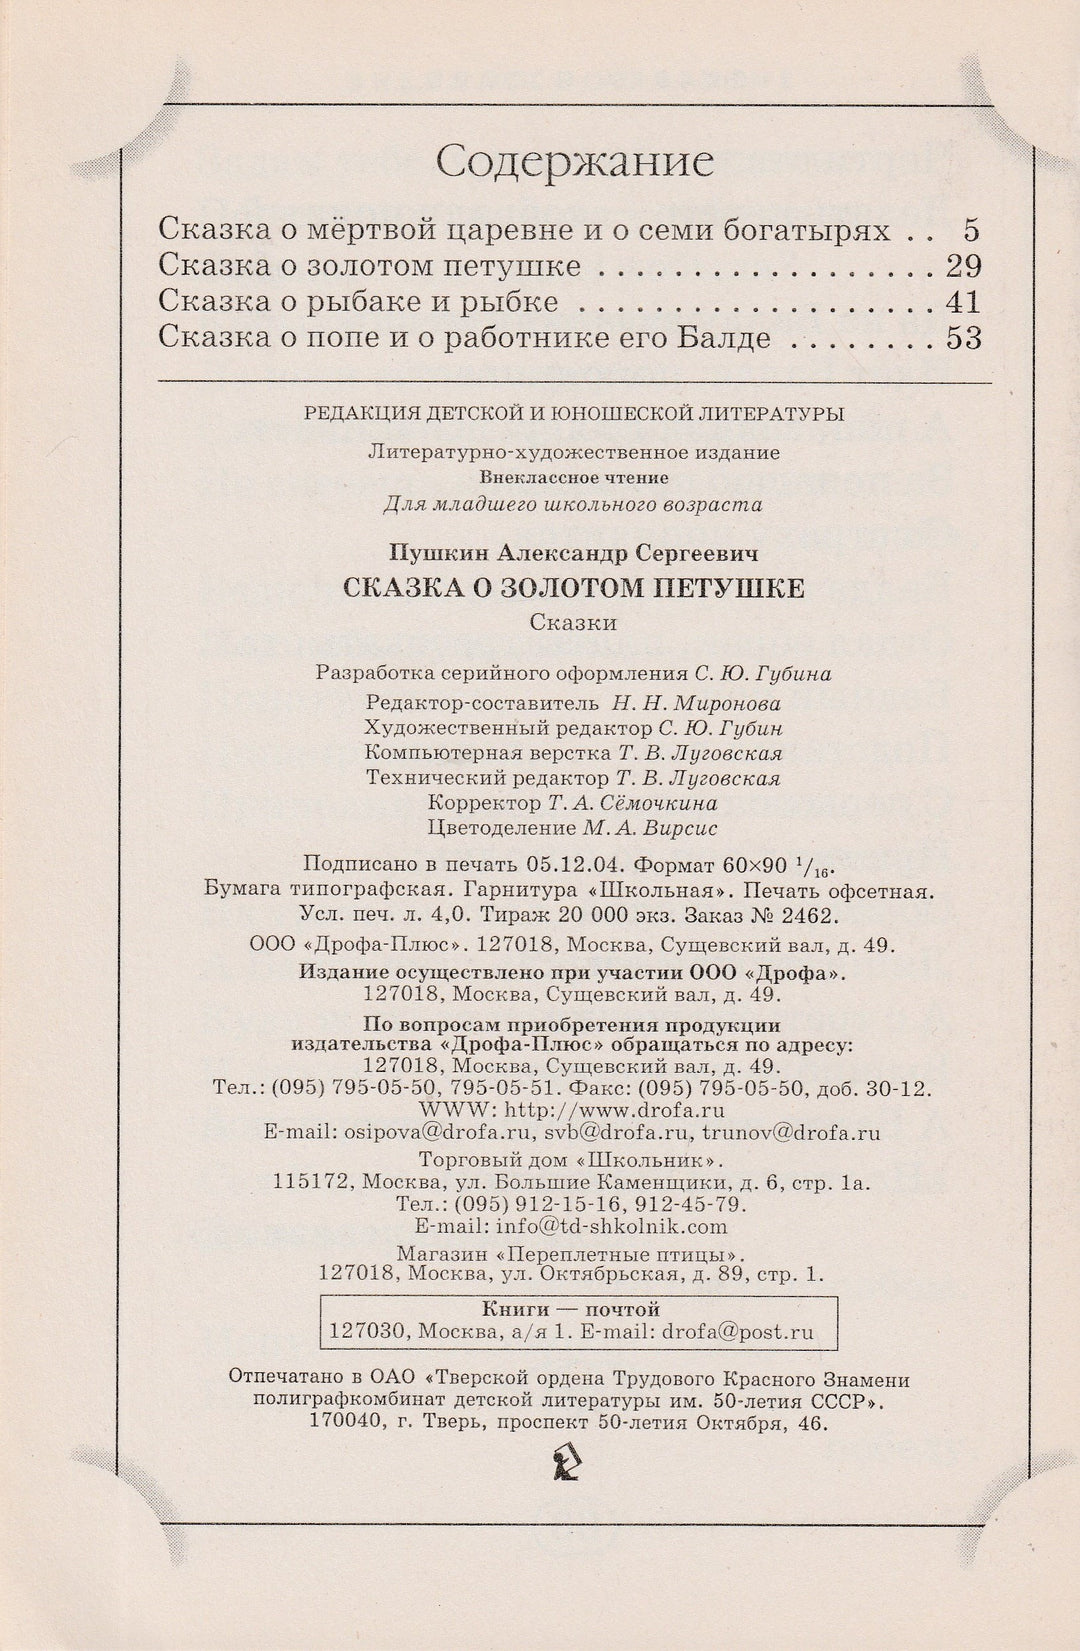 Содержание
Сказка о мёртвой царевне и о семи богатырях . . 5
Сказка о золотом петушке . . . . . . . . . . . . . . . . . . 29
Сказка о рыбаке и рыбке . . . . . . . . . . . . . . . . . . . 41
Сказка о попе и о работнике его Балде . . . . . . . . 53
РЕДАКЦИЯ ДЕТСКОЙ И ЮНОШЕСКОЙ ЛИТЕРАТУРЫ
Литературно-художественное издание
Внеклассное чтение
Для младшего школьного возраста
Пушкин Александр Сергеевич
СКАЗКА О ЗОЛОТОМ ПЕТУШКЕ
Сказки
Разработка серийного оформления С. Ю. Губина
Редактор-составитель Н. Н. Миронова
Художественный редактор С. Ю. Губин
Компьютерная верстка Т. В. Луговская
Технический редактор Т. В. Луговская
Корректор Т. А. Сёмочкина
Цветоделение М. А. Вирсис
Подписано в печать 05.12.04. Формат 60×90 1/16.
Бумага типографская. Гарнитура «Школьная». Печать офсетная.
Усл. печ. л. 4,0. Тираж 20 000 экз. Заказ № 2462.
ООО «Дрофа-Плюс». 127018, Москва, Сущевский вал, д. 49.
Издание осуществлено при участии ООО «Дрофа».
127018, Москва, Сущевский вал, д. 49.
По вопросам приобретения продукции
издательства «Дрофа-Плюс» обращаться по адресу:
127018, Москва, Сущевский вал, д. 49.
Тел.: (095) 795-05-50, 795-05-51. Факс: (095) 795-05-50, доб. 30-12.
WWW: http://www.drofa.ru
E-mail: osipova@drofa.ru, svb@drofa.ru, trunov@drofa.ru
Торговый дом «Школьник».
115172, Москва, ул. Большие Каменщики, д. 6, стр. 1а.
Тел.: (095) 912-15-16, 912-45-79.
E-mail: info@td-shkolnik.com
Магазин «Переплетные птицы».
127018, Москва, ул. Октябрьская, д. 89, стр. 1.
Книги — почтой
127030, Москва, а/я 1. E-mail: drofa@post.ru
Отпечатано в ОАО «Тверской ордена Трудового Красного Знамени
полиграфкомбинат детской литературы им. 50-летия СССР».
170040, г. Тверь, проспект 50-летия Октября, 46.